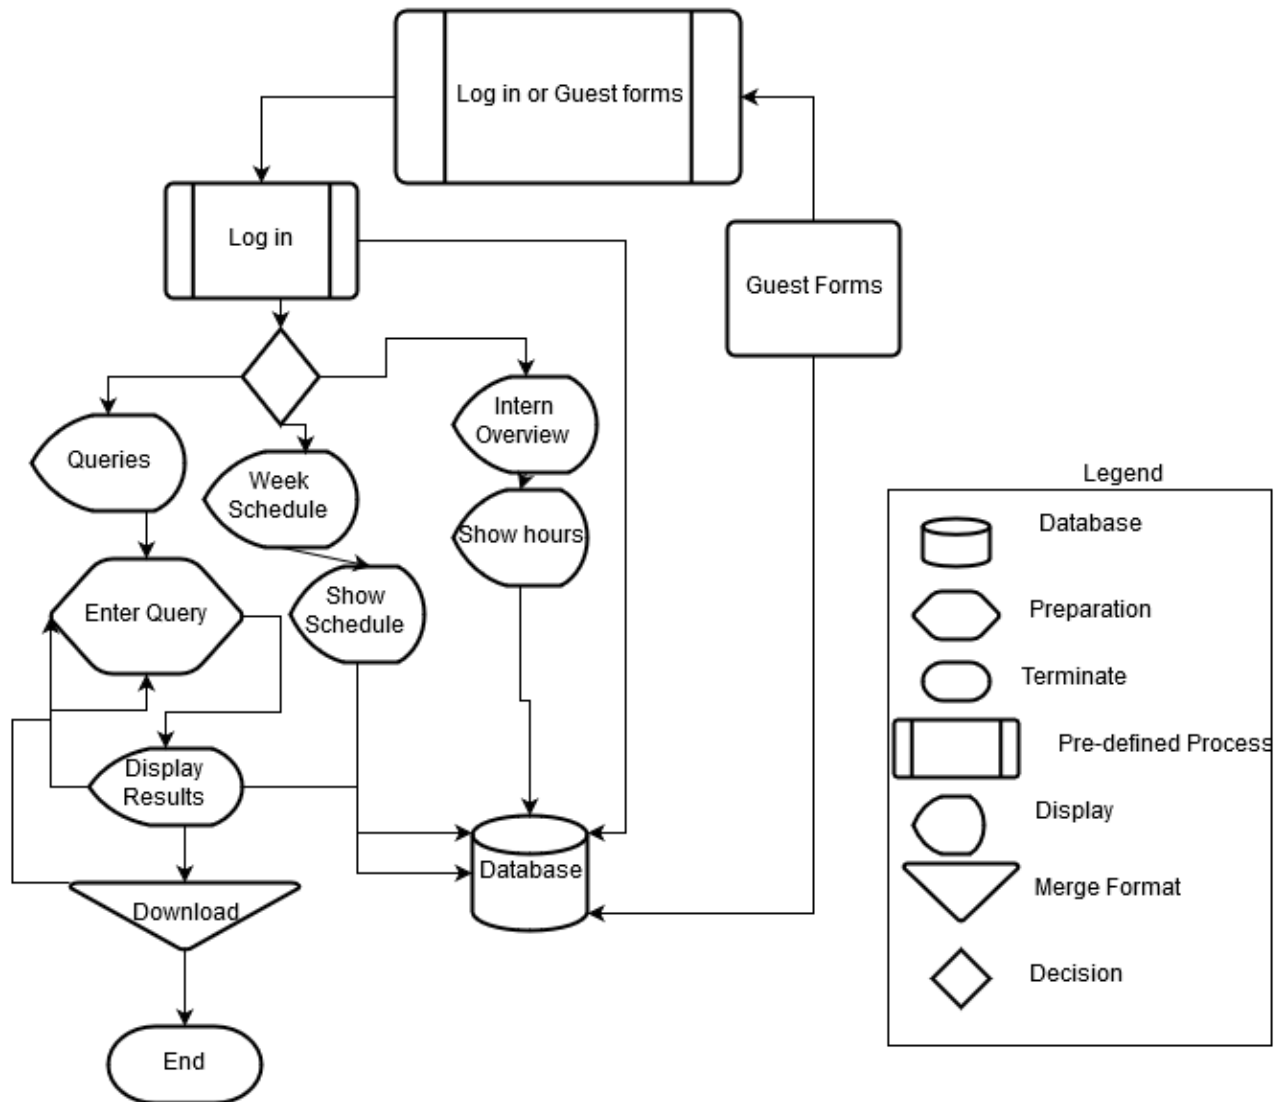 Log in or Guest forms
Log in
Guest Forms
Queries
Week
Schedule
Intern
Overview
Show hours
Enter Query
Show
Schedule
Display
Results
Database
Download
End
Legend
Database
Preparation
Terminate
Pre-defined Process
Display
Merge Format
Decision